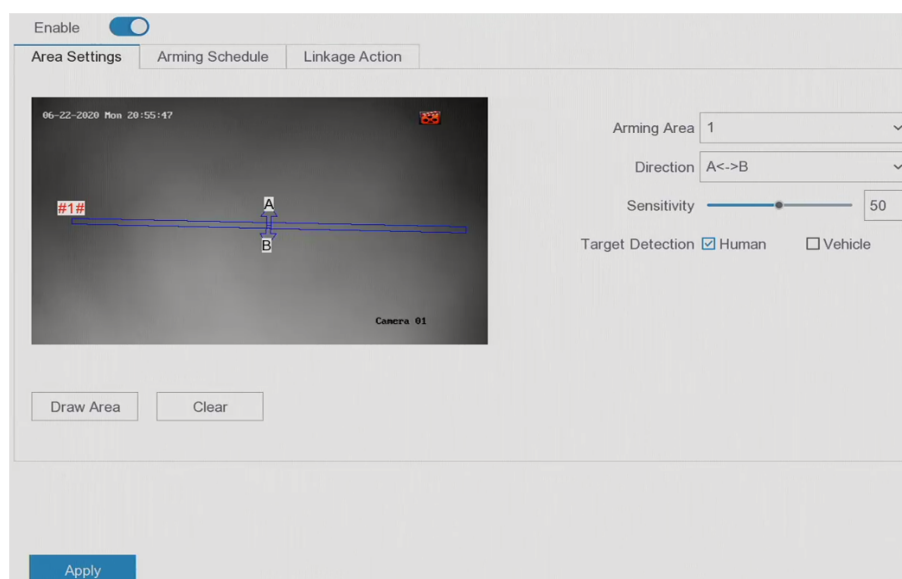 Enable
Area Settings Arming Schedule Linkage Action
06-22-2020 Mon 20:55:47
Arming Area 1
Direction A<->B
#1#
A
Sensitivity 50
B
Target Detection Human Vehicle
Camera 01
Draw Area Clear
Apply